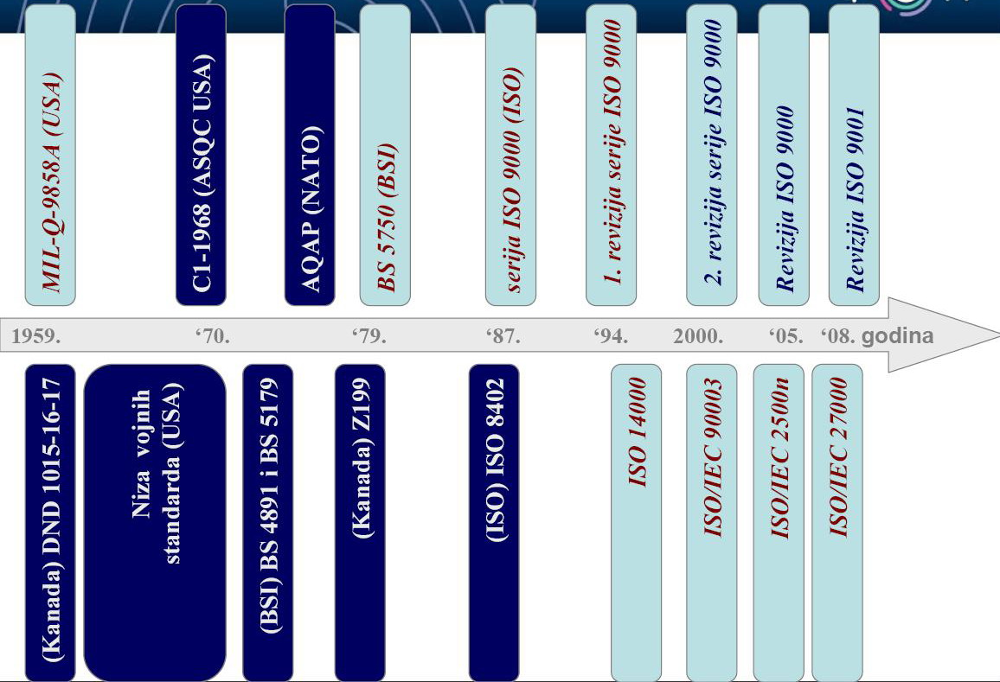 MIL-Q-9858A (USA)
C1-1968 (ASQC USA)
AQAP (NATO)
BS 5750 (BSI)
serija ISO 9000 (ISO)
1. revizija serije ISO 9000
2. revizija serije ISO 9000
Revizija ISO 9000
Revizija ISO 9001
1959. ‘70. ‘79. ‘87. ‘94. 2000. ‘05. ‘08. godina
(Kanada) DND 1015-16-17
Niza vojnih
standarda (USA)
(BSI) BS 4891 i BS 5179
(Kanada) Z199
(ISO) ISO 8402
ISO 14000
ISO/IEC 90003
ISO/IEC 2500n
ISO/IEC 27000